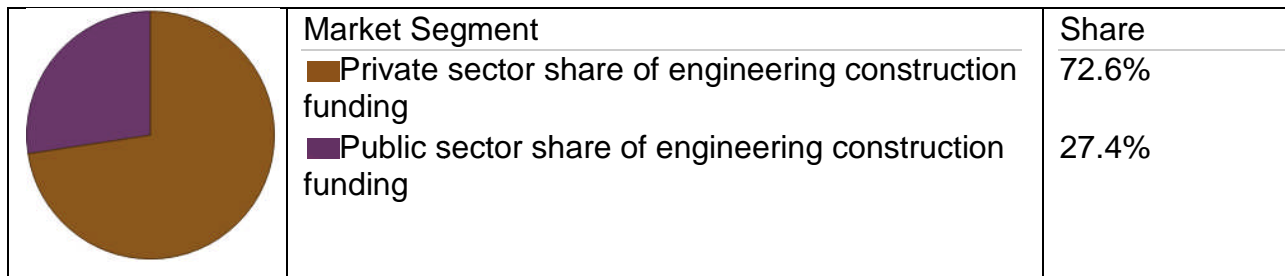 Market Segment
Share
Private sector share of engineering construction
funding
72.6%
Public sector share of engineering construction
funding
27.4%